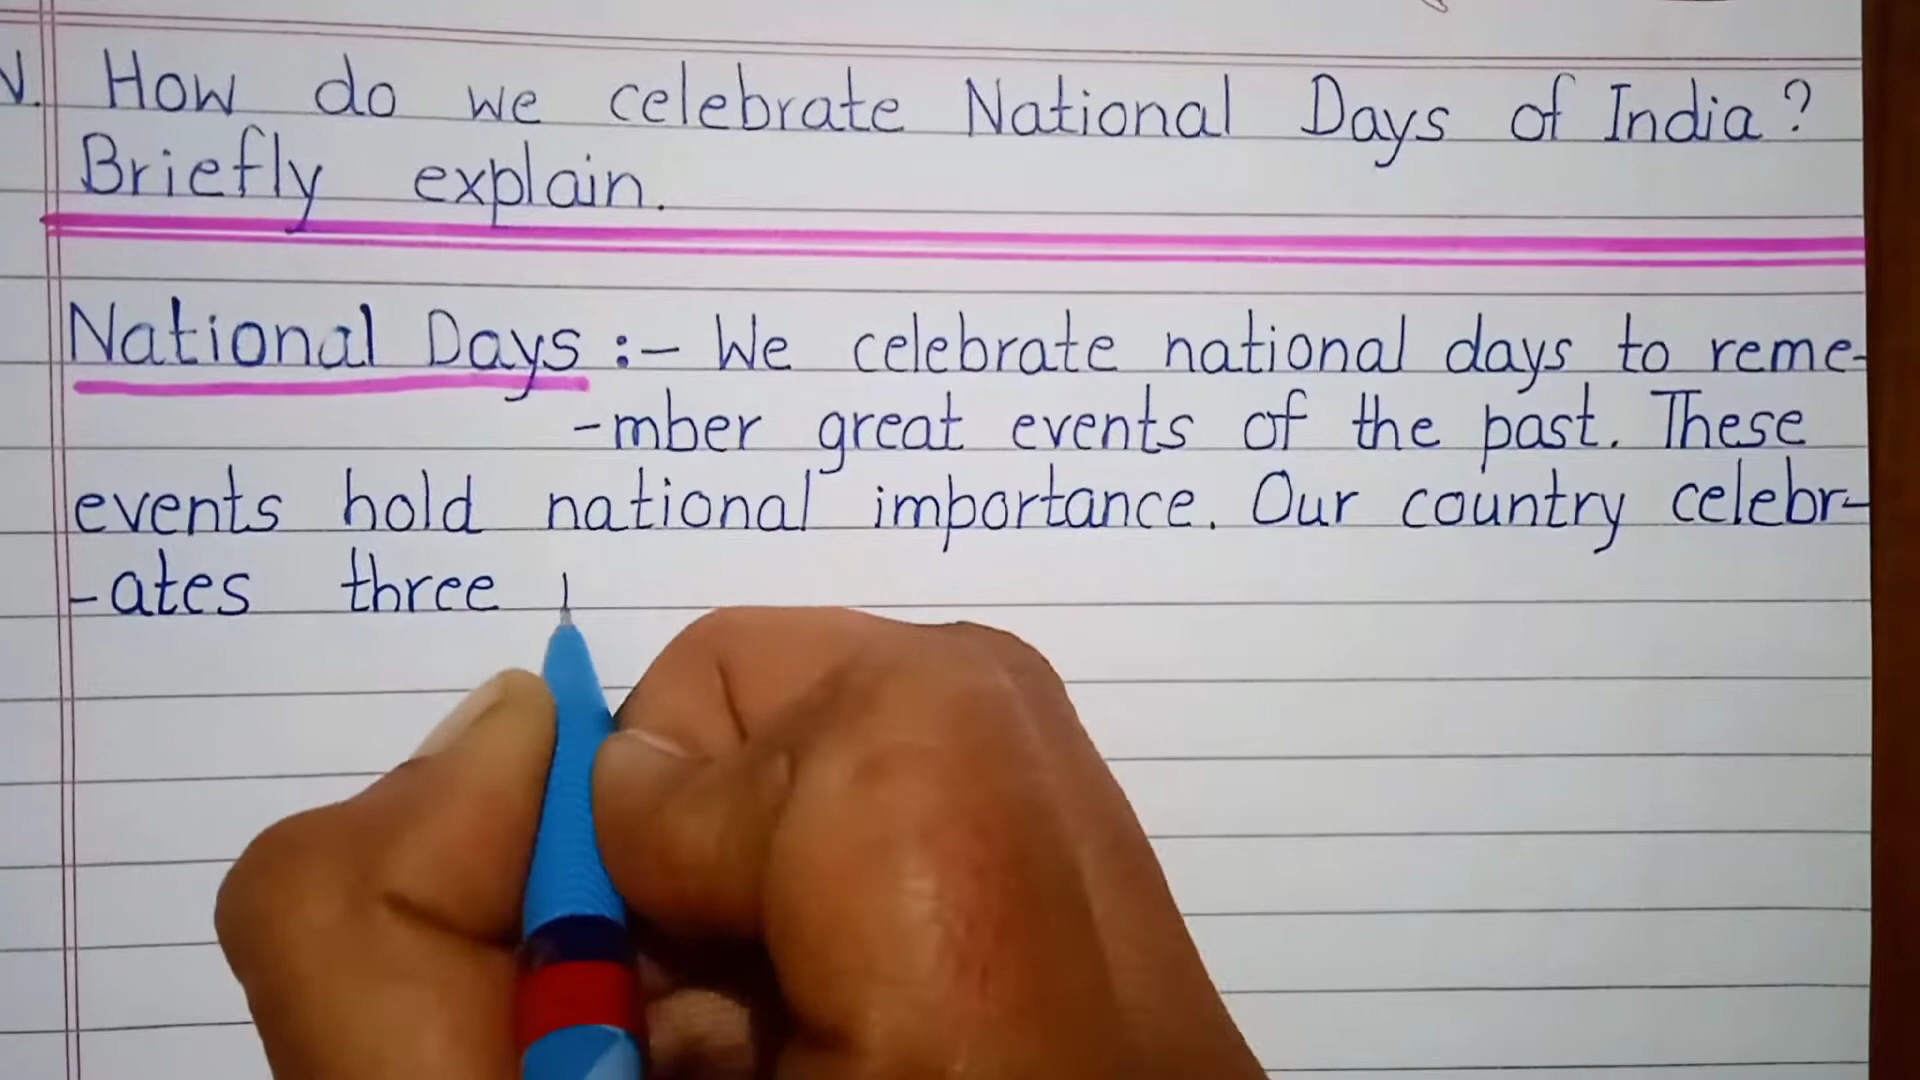 V. How do we celebrate National Days of India?
Briefly explain.
National Days :- We celebrate national days to reme-
-mber great events of the past. These
events hold national importance. Our country celebr-
-ates three